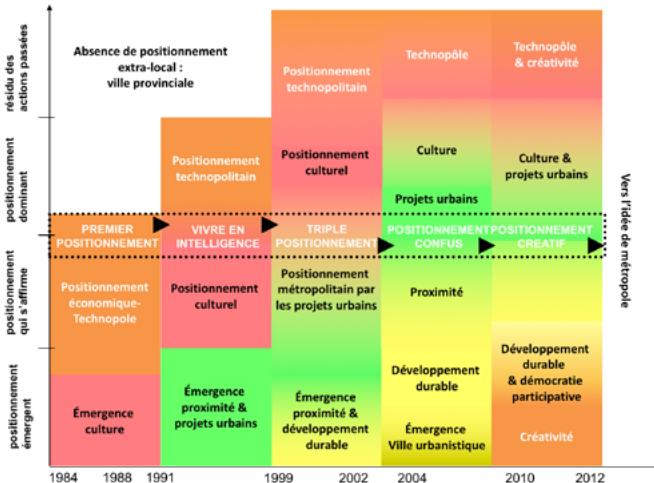 résidu des
actions passées
positionnement
dominant
positionnement
qui s'affirme
positionnement
émergent
Absence de positionnement
extra-local :
ville provinciale
Positionnement
technopolitain
Technopôle
Technopôle
& créativité
Positionnement
technopolitain
Positionnement
culturel
Culture
Projets urbains
Culture &
projets urbains
PREMIER
POSITIONNEMENT
VIVRE EN
INTELLIGENCE
TRIPLE
POSITIONNEMENT
POSITIONNEMENT
CONFUS
POSITIONNEMENT
CREATIF
Positionnement
économique-
Technopole
Positionnement
culturel
Positionnement
métropolitain par
les projets urbains
Proximité
Émergence
culture
Émergence
proximité &
projets urbains
Émergence
proximité &
développement
durable
Développement
durable
Émergence
Ville urbanistique
Développement
durable
& démocratie
participative
Créativité
Vers l'idée de métropole
1984 1988 1991 1999 2002 2004 2010 2012